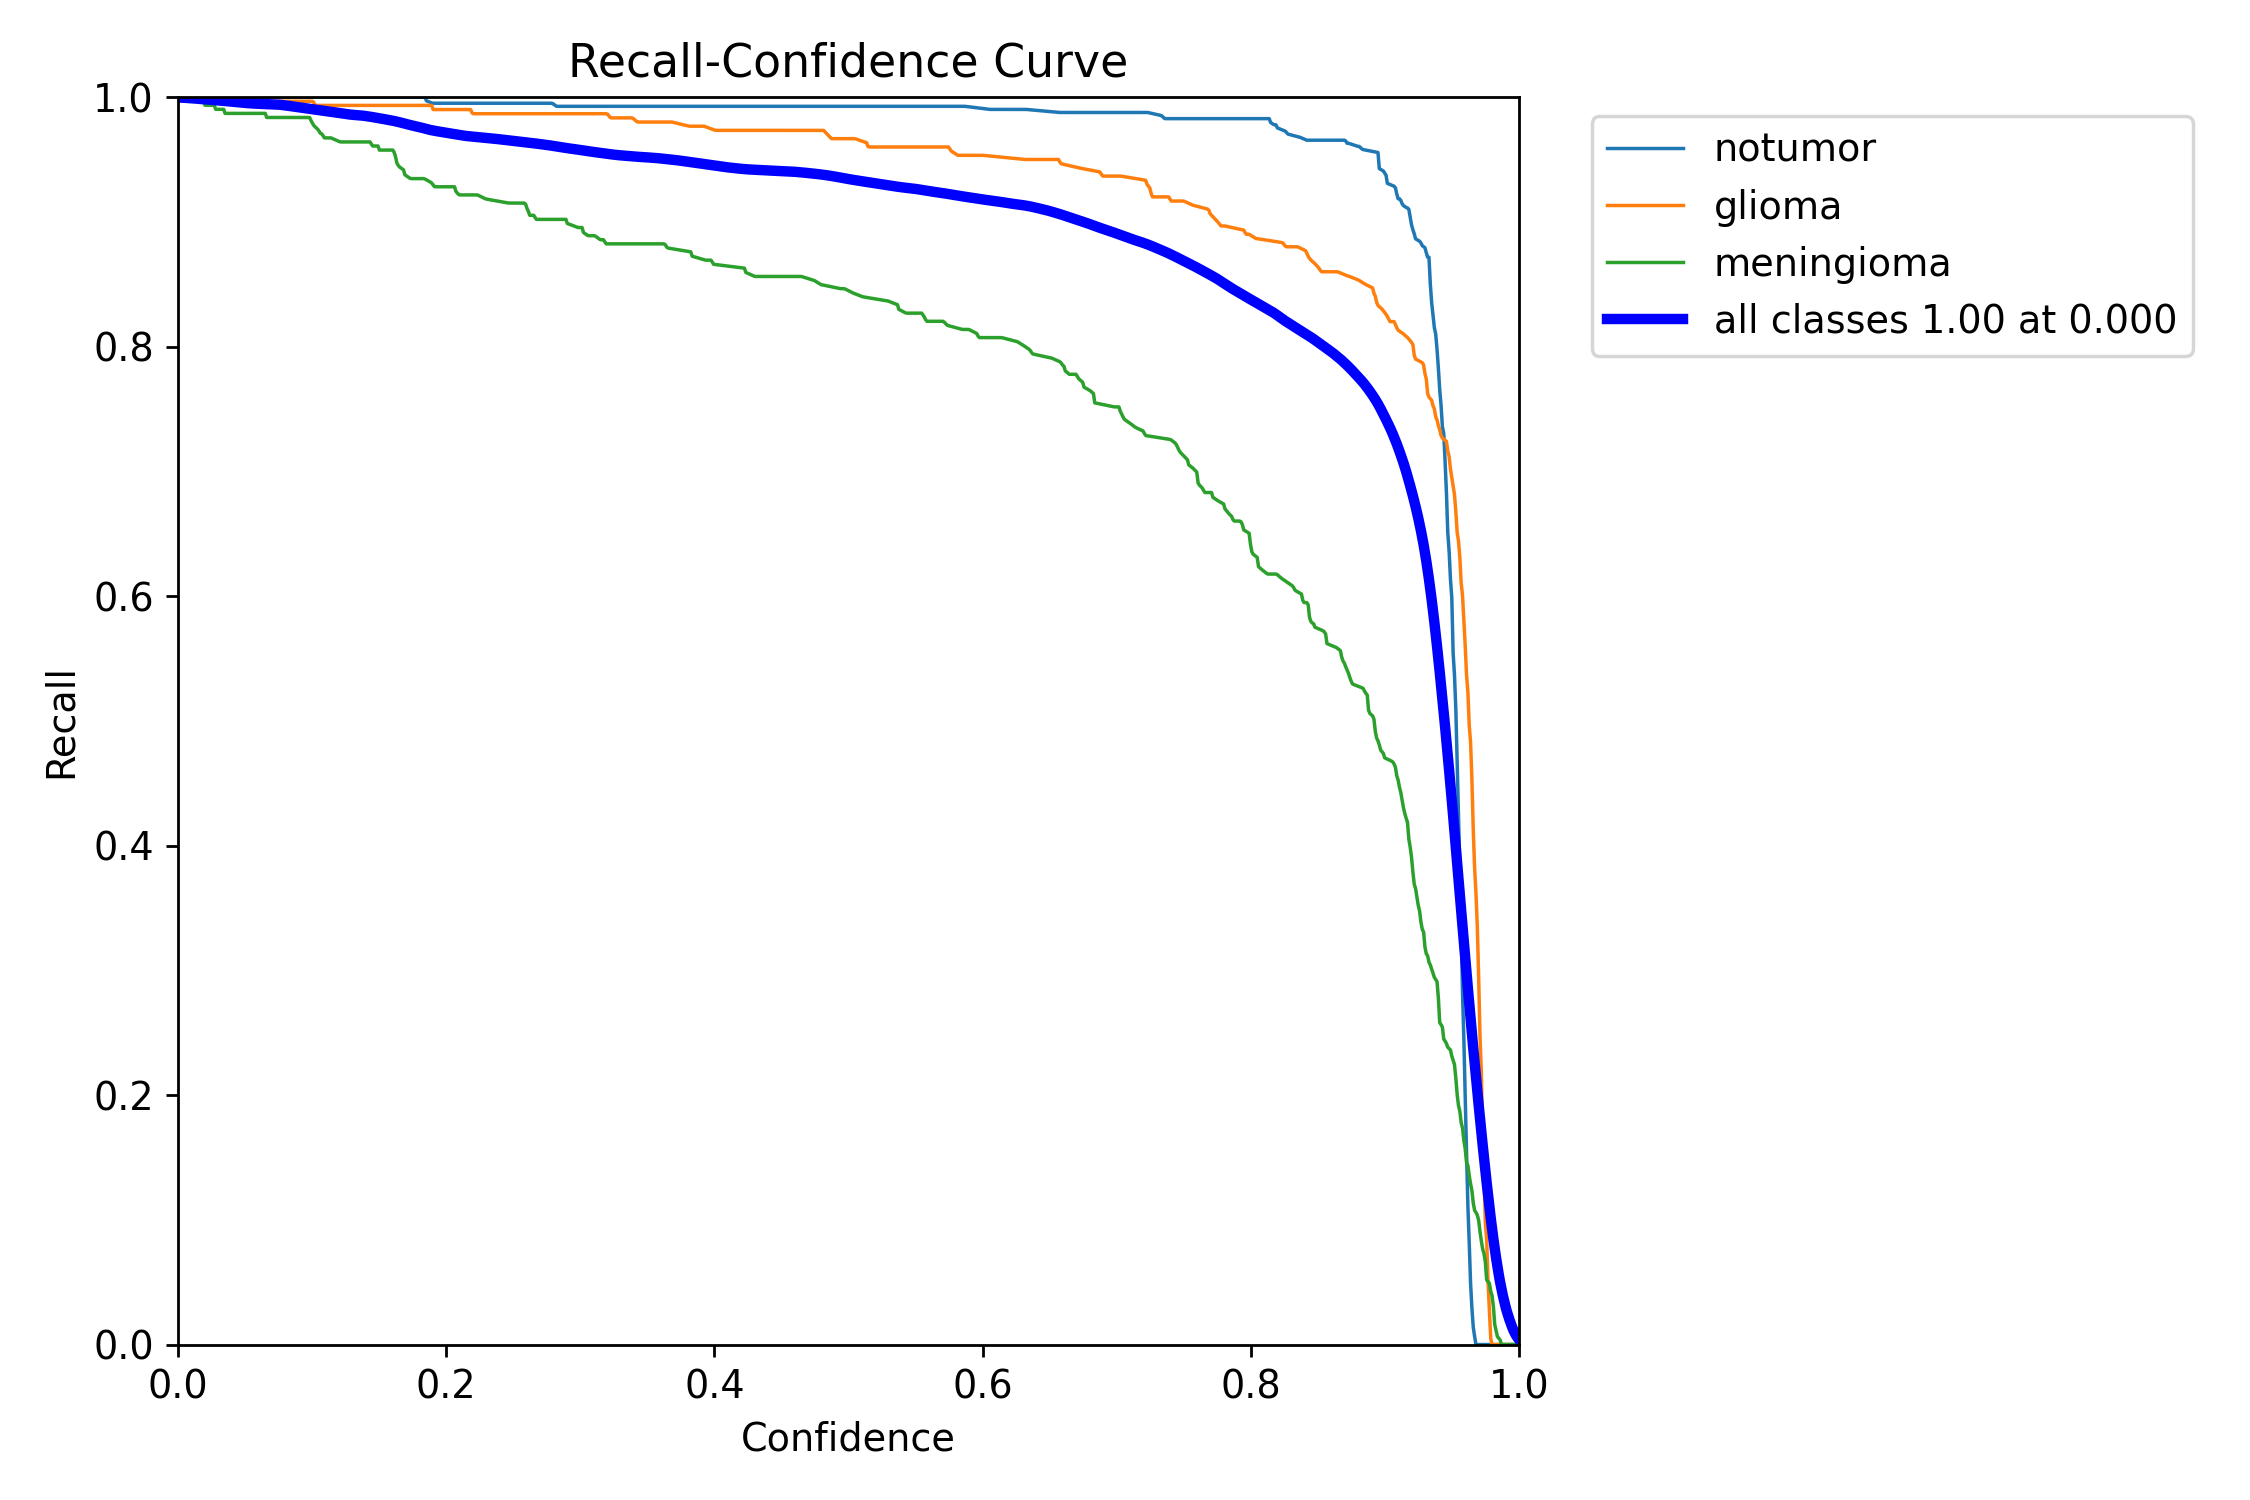 Recall-Confidence Curve
1.0
0.8
0.6
0.4
0.2
0.0
Recall
0.0 0.2 0.4 0.6 0.8 1.0
Confidence
notumor
glioma
meningioma
all classes 1.00 at 0.000